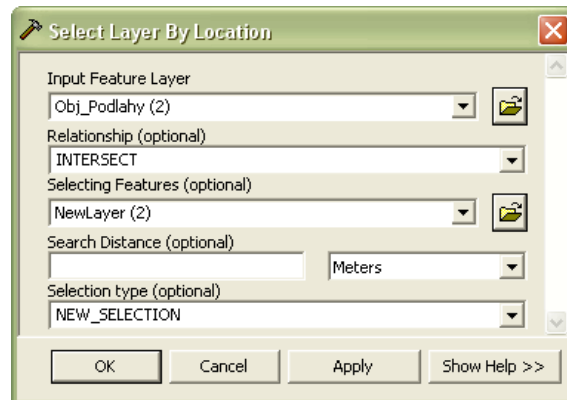 Select Layer By Location
Input Feature Layer
Obj_Podlahy (2)
Relationship (optional)
INTERSECT
Selecting Features (optional)
NewLayer (2)
Search Distance (optional)
Meters
Selection type (optional)
NEW_SELECTION
OK Cancel Apply Show Help >>